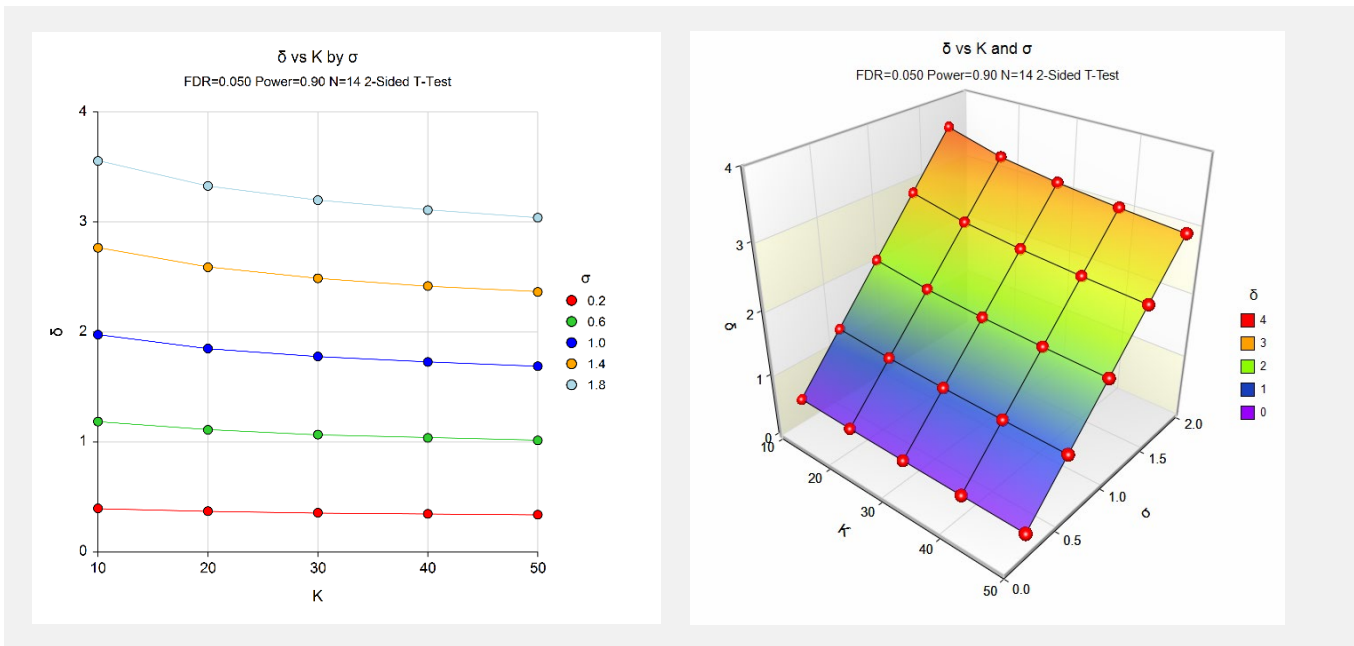 δ vs K by σ
FDR=0.050 Power=0.90 N=14 2-Sided T-Test
4
3
2
1
0
δ
10 20 30 40 50
K
σ
0.2
0.6
1.0
1.4
1.8
δ vs K and σ
FDR=0.050 Power=0.90 N=14 2-Sided T-Test
4
3
2
1
0
δ
10
20
30
40
50
K
0.0
0.5
1.0
1.5
2.0
σ
δ
4
3
2
1
0